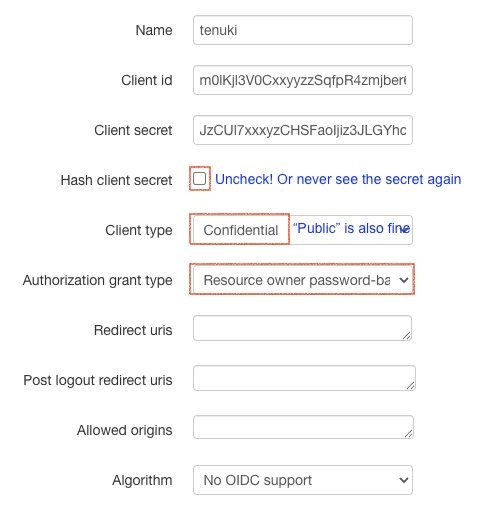 Name tenuki
Client id m0lKjl3V0CxxyyzzSqfpR4zmjber6
Client secret JzCUl7xxxyzCHSFaoIjiz3JLGYhc
Hash client secret Uncheck! Or never see the secret again
Client type Confidential “Public” is also fine
Authorization grant type Resource owner password-ba
Redirect uris
Post logout redirect uris
Allowed origins
Algorithm No OIDC support